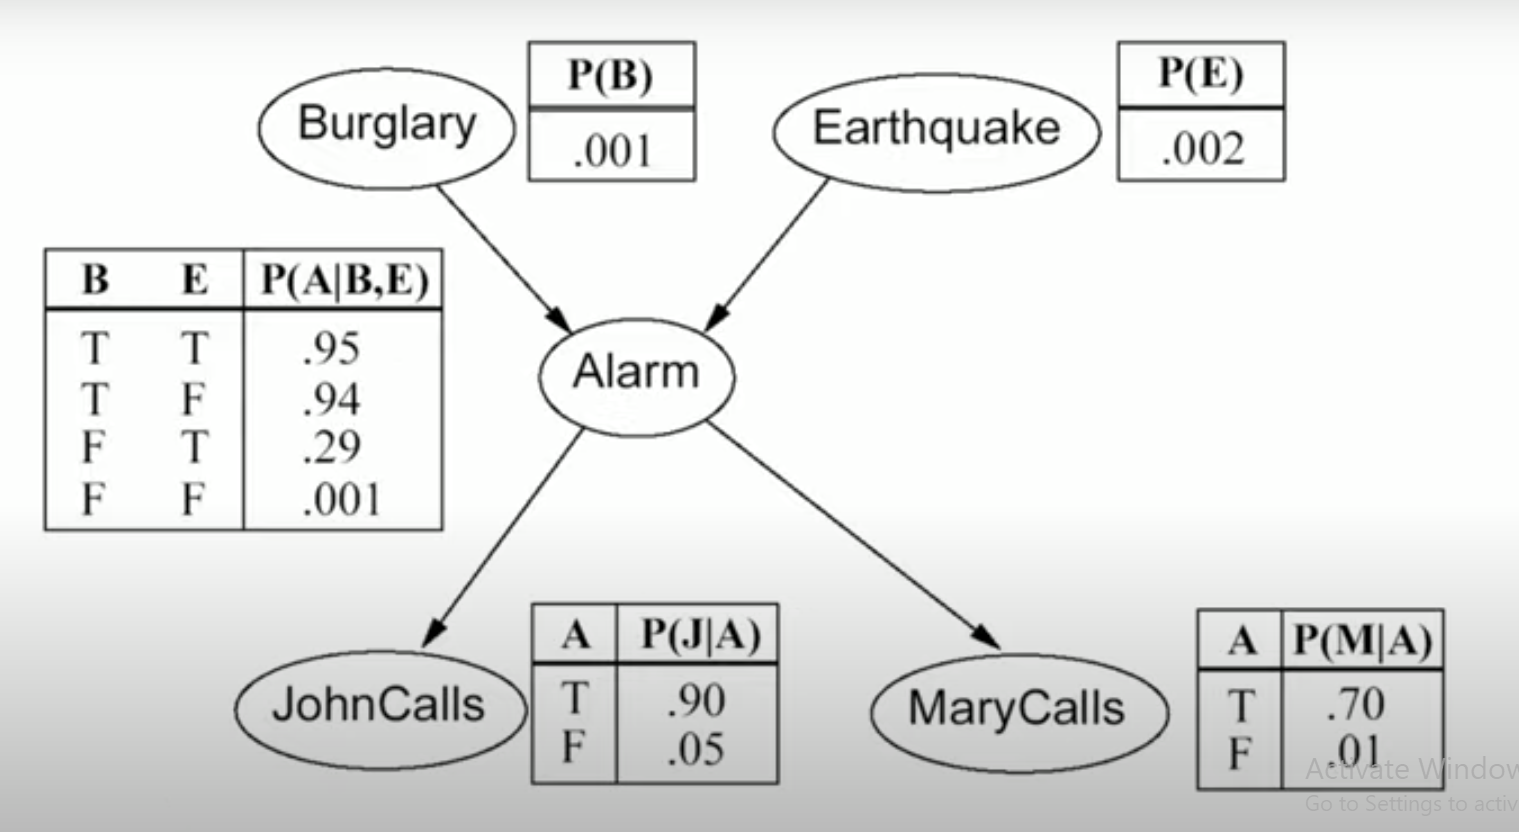 Burglary
P(B)
.001
Earthquake
P(E)
.002
B E P(A|B,E)
T T .95
T F .94
F T .29
F F .001
Alarm
JohnCalls
A P(J|A)
T .90
F .05
MaryCalls
A P(M|A)
T .70
F .01
Activate Window
Go to Settings to activ